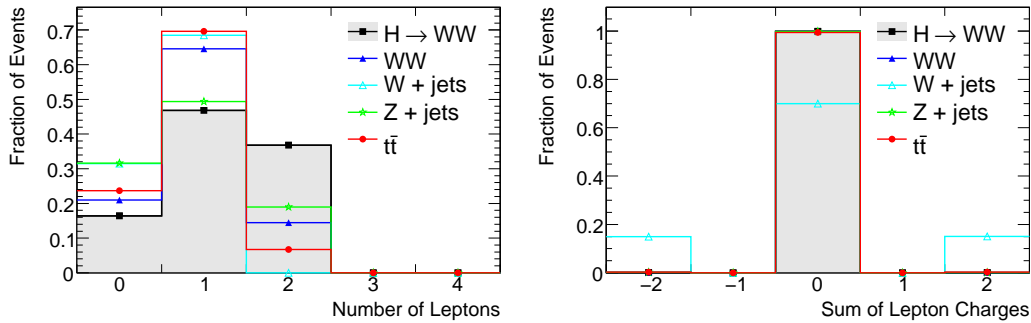 Fraction of Events
0.7
0.6
0.5
0.4
0.3
0.2
0.1
0
0 1 2 3 4
Number of Leptons
H → WW
WW
W + jets
Z + jets
tt̄
Fraction of Events
1
0.8
0.6
0.4
0.2
0
−2 −1 0 1 2
Sum of Lepton Charges
H → WW
WW
W + jets
Z + jets
tt̄